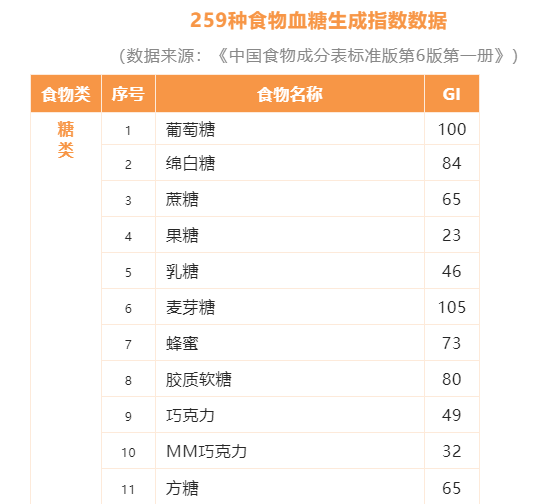 259种食物血糖生成指数数据
（数据来源：《中国食物成分表标准版第6版第一册》）
食物类 序号 食物名称 GI
糖类
1 葡萄糖 100
2 绵白糖 84
3 蔗糖 65
4 果糖 23
5 乳糖 46
6 麦芽糖 105
7 蜂蜜 73
8 胶质软糖 80
9 巧克力 49
10 MM巧克力 32
11 方糖 65